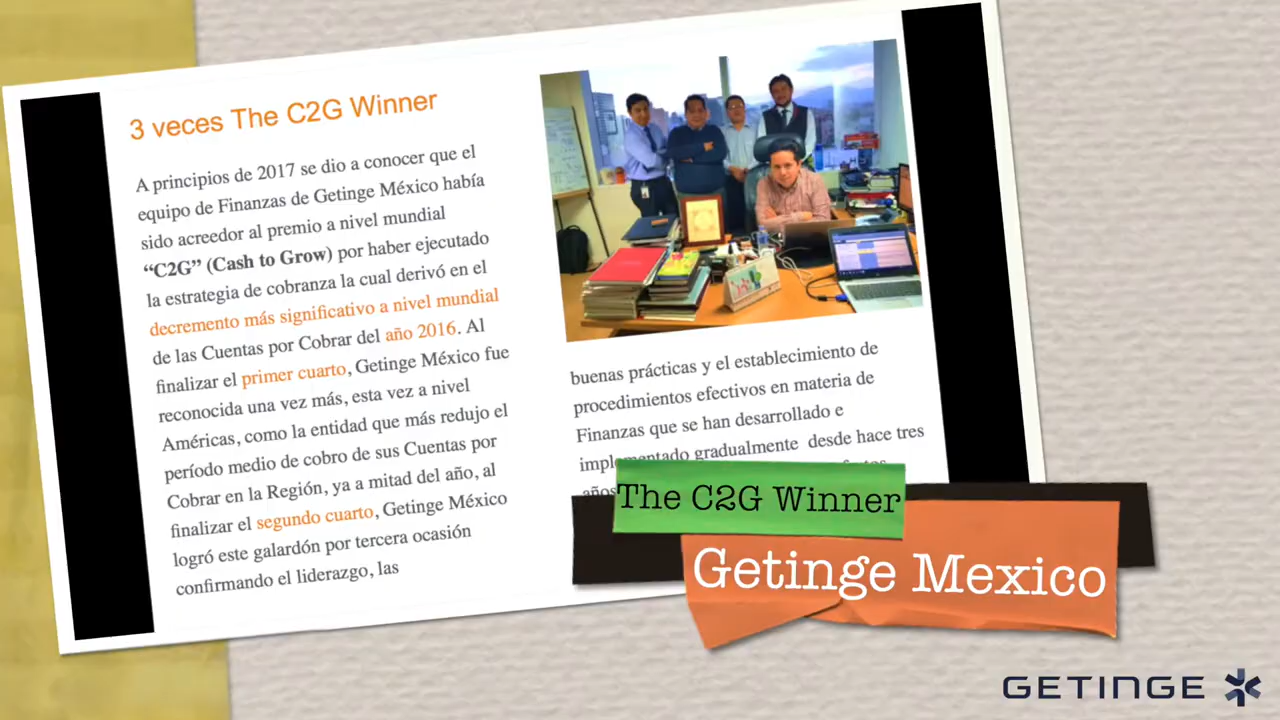 3 veces The C2G Winner
A principios de 2017 se dio a conocer que el
equipo de Finanzas de Getinge México había
sido acreedor al premio a nivel mundial
“C2G” (Cash to Grow) por haber ejecutado
la estrategia de cobranza la cual derivó en el
decremento más significativo a nivel mundial
de las Cuentas por Cobrar del año 2016. Al
finalizar el primer cuarto, Getinge México fue
reconocida una vez más, esta vez a nivel
Américas, como la entidad que más redujo el
período medio de cobro de sus Cuentas por
Cobrar en la Región, ya a mitad del año, al
finalizar el segundo cuarto, Getinge México
logró este galardón por tercera ocasión
confirmando el liderazgo, las
buenas prácticas y el establecimiento de
procedimientos efectivos en materia de
Finanzas que se han desarrollado e
implementado gradualmente desde hace tres
años
The C2G Winner
Getinge Mexico
GETINGE